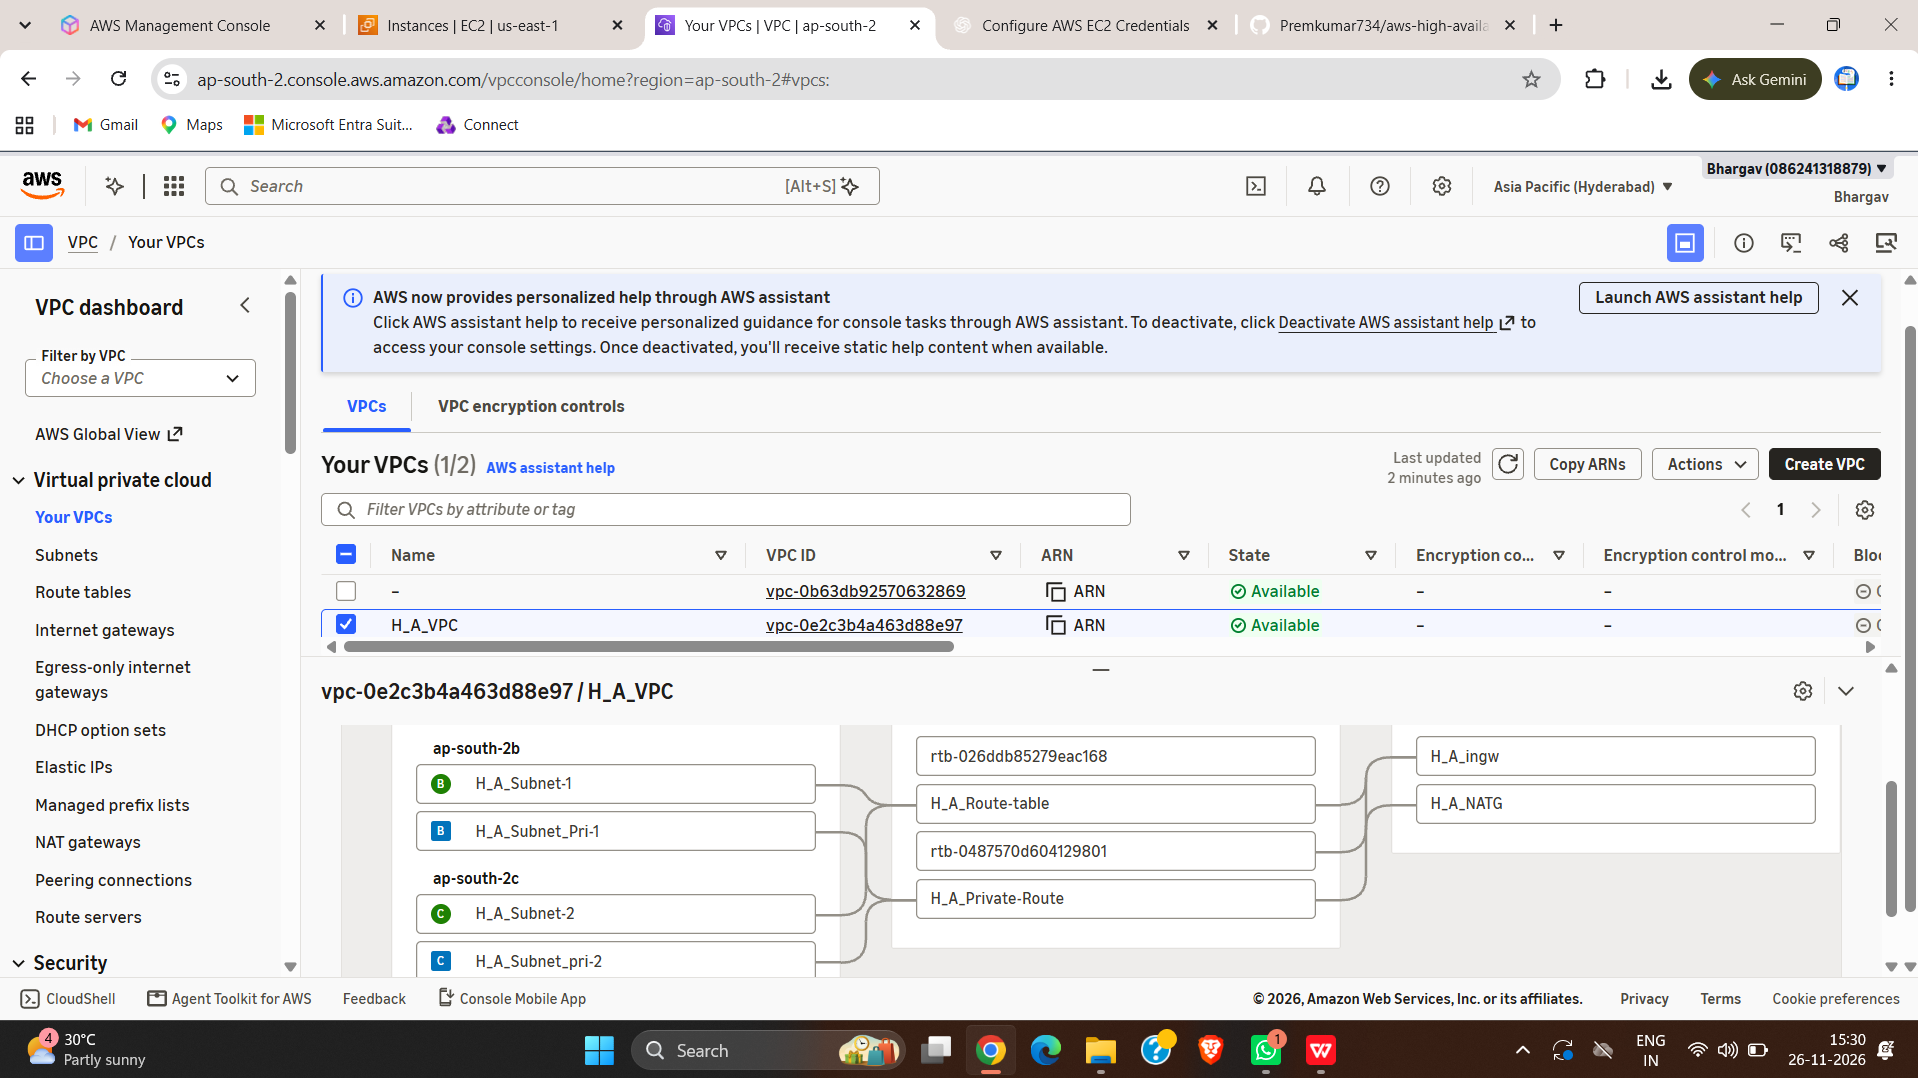 AWS Management Console
Instances | EC2 | us-east-1
Your VPCs | VPC | ap-south-2
Configure AWS EC2 Credentials
Premkumar734/aws-high-availa
ap-south-2.console.aws.amazon.com/vpcconsole/home?region=ap-south-2#vpcs:
Ask Gemini
Gmail
Maps
Microsoft Entra Suit...
Connect
aws
Search
[Alt+S]
Asia Pacific (Hyderabad)
Bhargav (086241318879)
Bhargav
VPC / Your VPCs
VPC dashboard
Filter by VPC
Choose a VPC
AWS Global View
Virtual private cloud
Your VPCs
Subnets
Route tables
Internet gateways
Egress-only internet
gateways
DHCP option sets
Elastic IPs
Managed prefix lists
NAT gateways
Peering connections
Route servers
Security
AWS now provides personalized help through AWS assistant
Click AWS assistant help to receive personalized guidance for console tasks through AWS assistant. To deactivate, click Deactivate AWS assistant help to
access your console settings. Once deactivated, you'll receive static help content when available.
Launch AWS assistant help
VPCs
VPC encryption controls
Your VPCs (1/2) AWS assistant help
Last updated
2 minutes ago
Copy ARNs
Actions
Create VPC
Filter VPCs by attribute or tag
1
Name VPC ID ARN State Encryption co... Encryption control mo... Bloc
– vpc-0b63db92570632869 ARN Available – –
H_A_VPC vpc-0e2c3b4a463d88e97 ARN Available – –
vpc-0e2c3b4a463d88e97 / H_A_VPC
ap-south-2b
B H_A_Subnet-1
B H_A_Subnet_Pri-1
ap-south-2c
C H_A_Subnet-2
C H_A_Subnet_pri-2
rtb-026ddb85279eac168
H_A_Route-table
rtb-0487570d604129801
H_A_Private-Route
H_A_ingw
H_A_NATG
CloudShell
Agent Toolkit for AWS
Feedback
Console Mobile App
© 2026, Amazon Web Services, Inc. or its affiliates.
Privacy
Terms
Cookie preferences
4
30°C
Partly sunny
Search
1
ENG
IN
15:30
26-11-2026